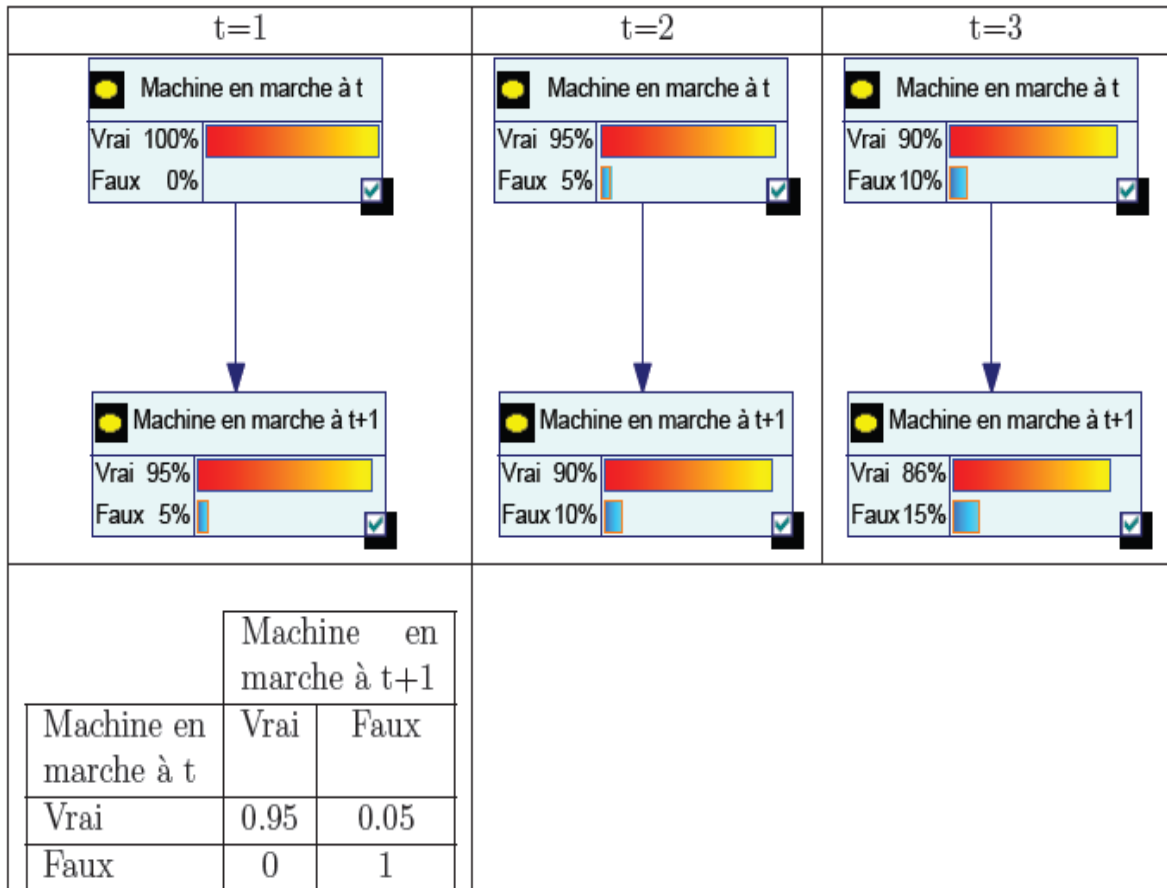 t=1 t=2 t=3
Machine en marche à t
Vrai 100%
Faux 0%
Machine en marche à t
Vrai 95%
Faux 5%
Machine en marche à t
Vrai 90%
Faux 10%
Machine en marche à t+1
Vrai 95%
Faux 5%
Machine en marche à t+1
Vrai 90%
Faux 10%
Machine en marche à t+1
Vrai 86%
Faux 15%
Machine en
marche à t+1
Machine en
marche à t
Vrai Faux
Vrai 0.95 0.05
Faux 0 1